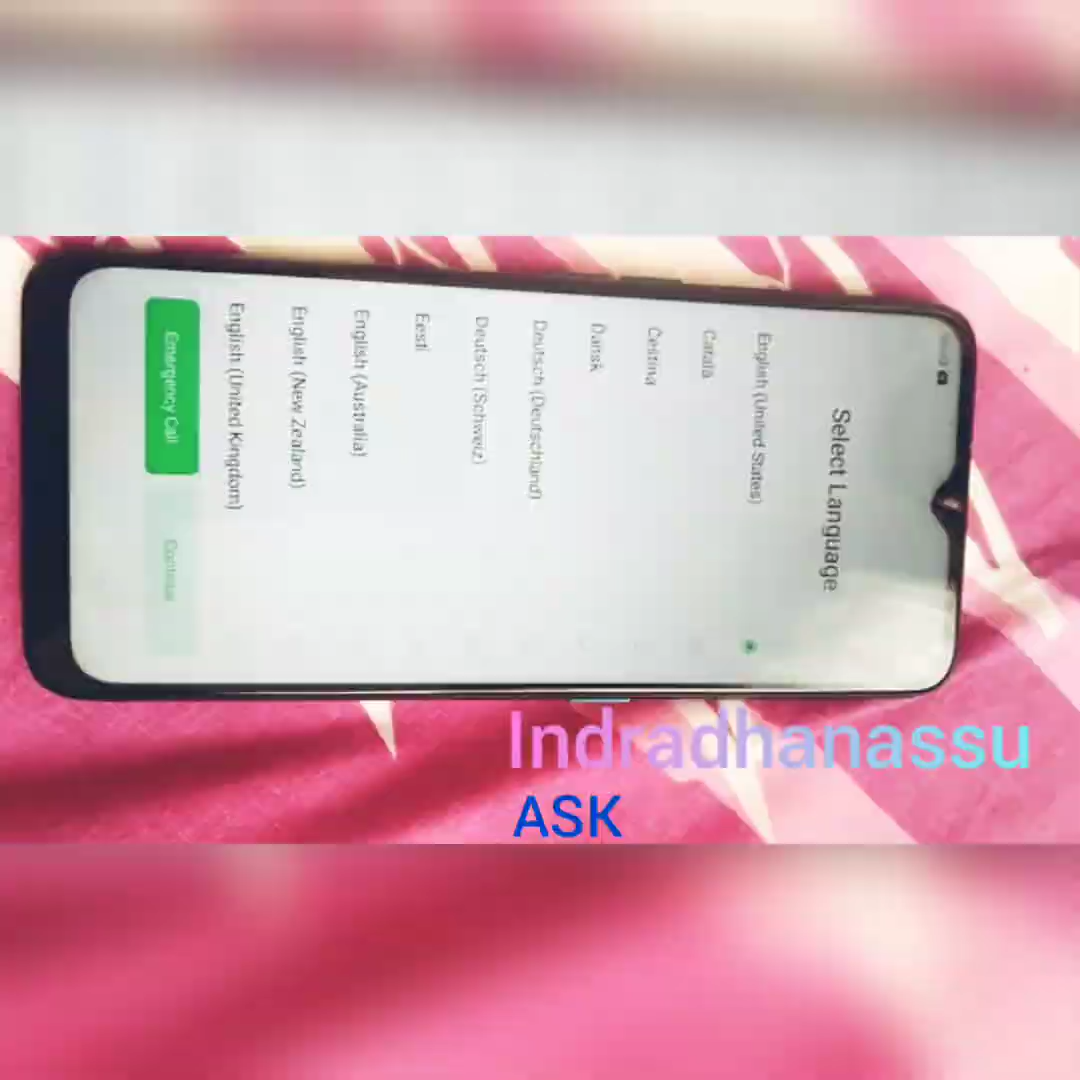 Select Language
English (United States)
Català
Čeština
Dansk
Deutsch (Deutschland)
Deutsch (Schweiz)
Eesti
English (Australia)
English (New Zealand)
English (United Kingdom)
Emergency Call
Continue
Indradhanassu
ASK